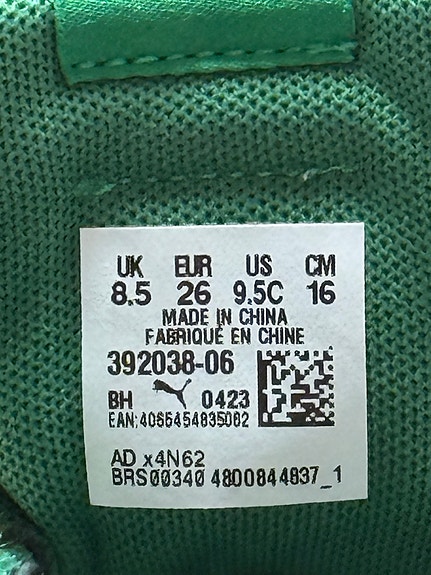 UK EUR US CM
8.5 26 9.5C 16
MADE IN CHINA
FABRIQUÉ EN CHINE
392038-06
BH 0423
EAN:4066454835062
AD x4N62
BRS00340 4800844837_1